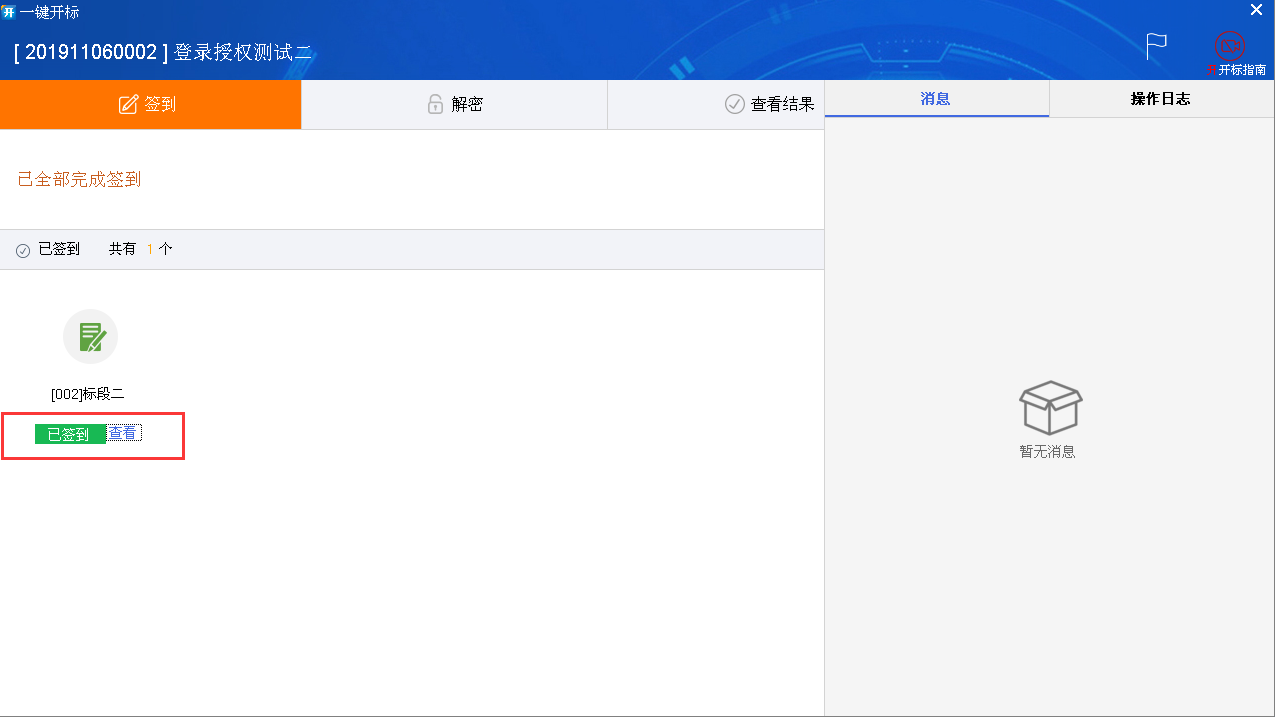 开 一键开标
[ 201911060002 ] 登录授权测试二
开标指南
签到 解密 查看结果
消息 操作日志
已全部完成签到
已签到 共有 1 个
[002]标段二
已签到 查看
暂无消息